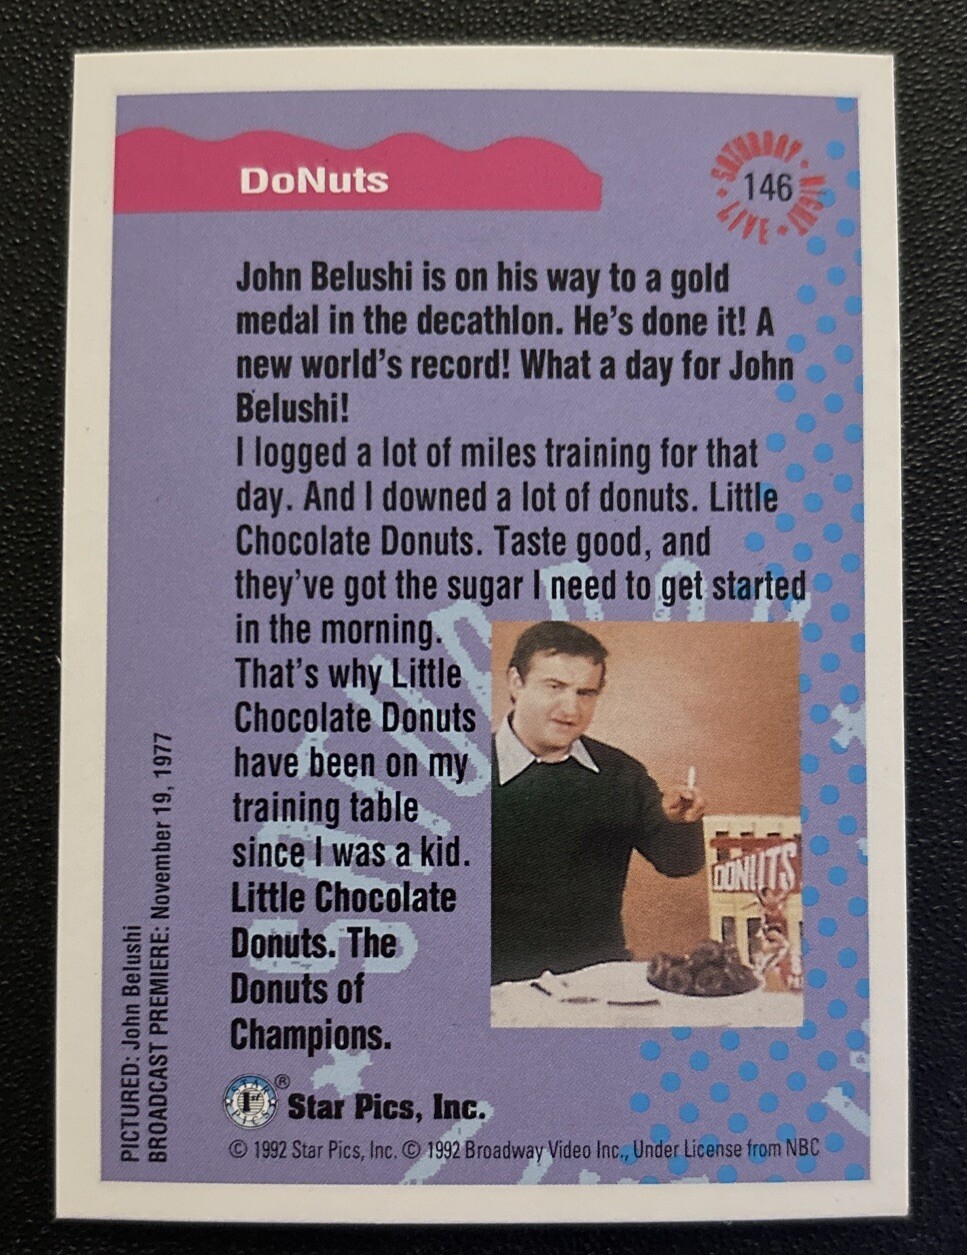 DoNuts
SATURDAY NIGHT LIVE
146
John Belushi is on his way to a gold
medal in the decathlon. He's done it! A
new world's record! What a day for John
Belushi!
I logged a lot of miles training for that
day. And I downed a lot of donuts. Little
Chocolate Donuts. Taste good, and
they've got the sugar I need to get started
in the morning.
That's why Little
Chocolate Donuts
have been on my
training table
since I was a kid.
Little Chocolate
Donuts. The
Donuts of
Champions.
DONUTS
PICTURED: John Belushi
BROADCAST PREMIERE: November 19, 1977
STAR 1st PICS ®
Star Pics, Inc.
© 1992 Star Pics, Inc. © 1992 Broadway Video Inc., Under License from NBC